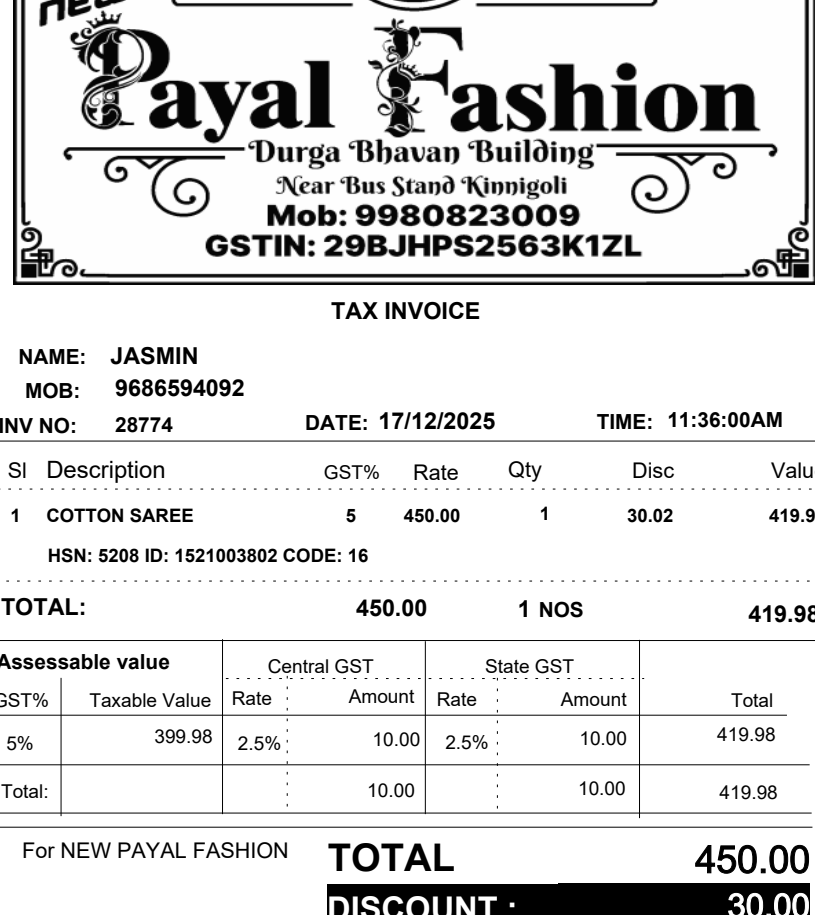 NEW
Payal Fashion
Durga Bhavan Building
Near Bus Stand Kinnigoli
Mob: 9980823009
GSTIN: 29BJHPS2563K1ZL
TAX INVOICE
NAME: JASMIN
MOB: 9686594092
INV NO: 28774 DATE: 17/12/2025 TIME: 11:36:00AM
Sl Description GST% Rate Qty Disc Valu
1 COTTON SAREE 5 450.00 1 30.02 419.9
HSN: 5208 ID: 1521003802 CODE: 16
TOTAL: 450.00 1 NOS 419.98
Assessable value Central GST State GST
GST% Taxable Value Rate Amount Rate Amount Total
5% 399.98 2.5% 10.00 2.5% 10.00 419.98
Total: 10.00 10.00 419.98
For NEW PAYAL FASHION TOTAL 450.00
DISCOUNT : 30.00